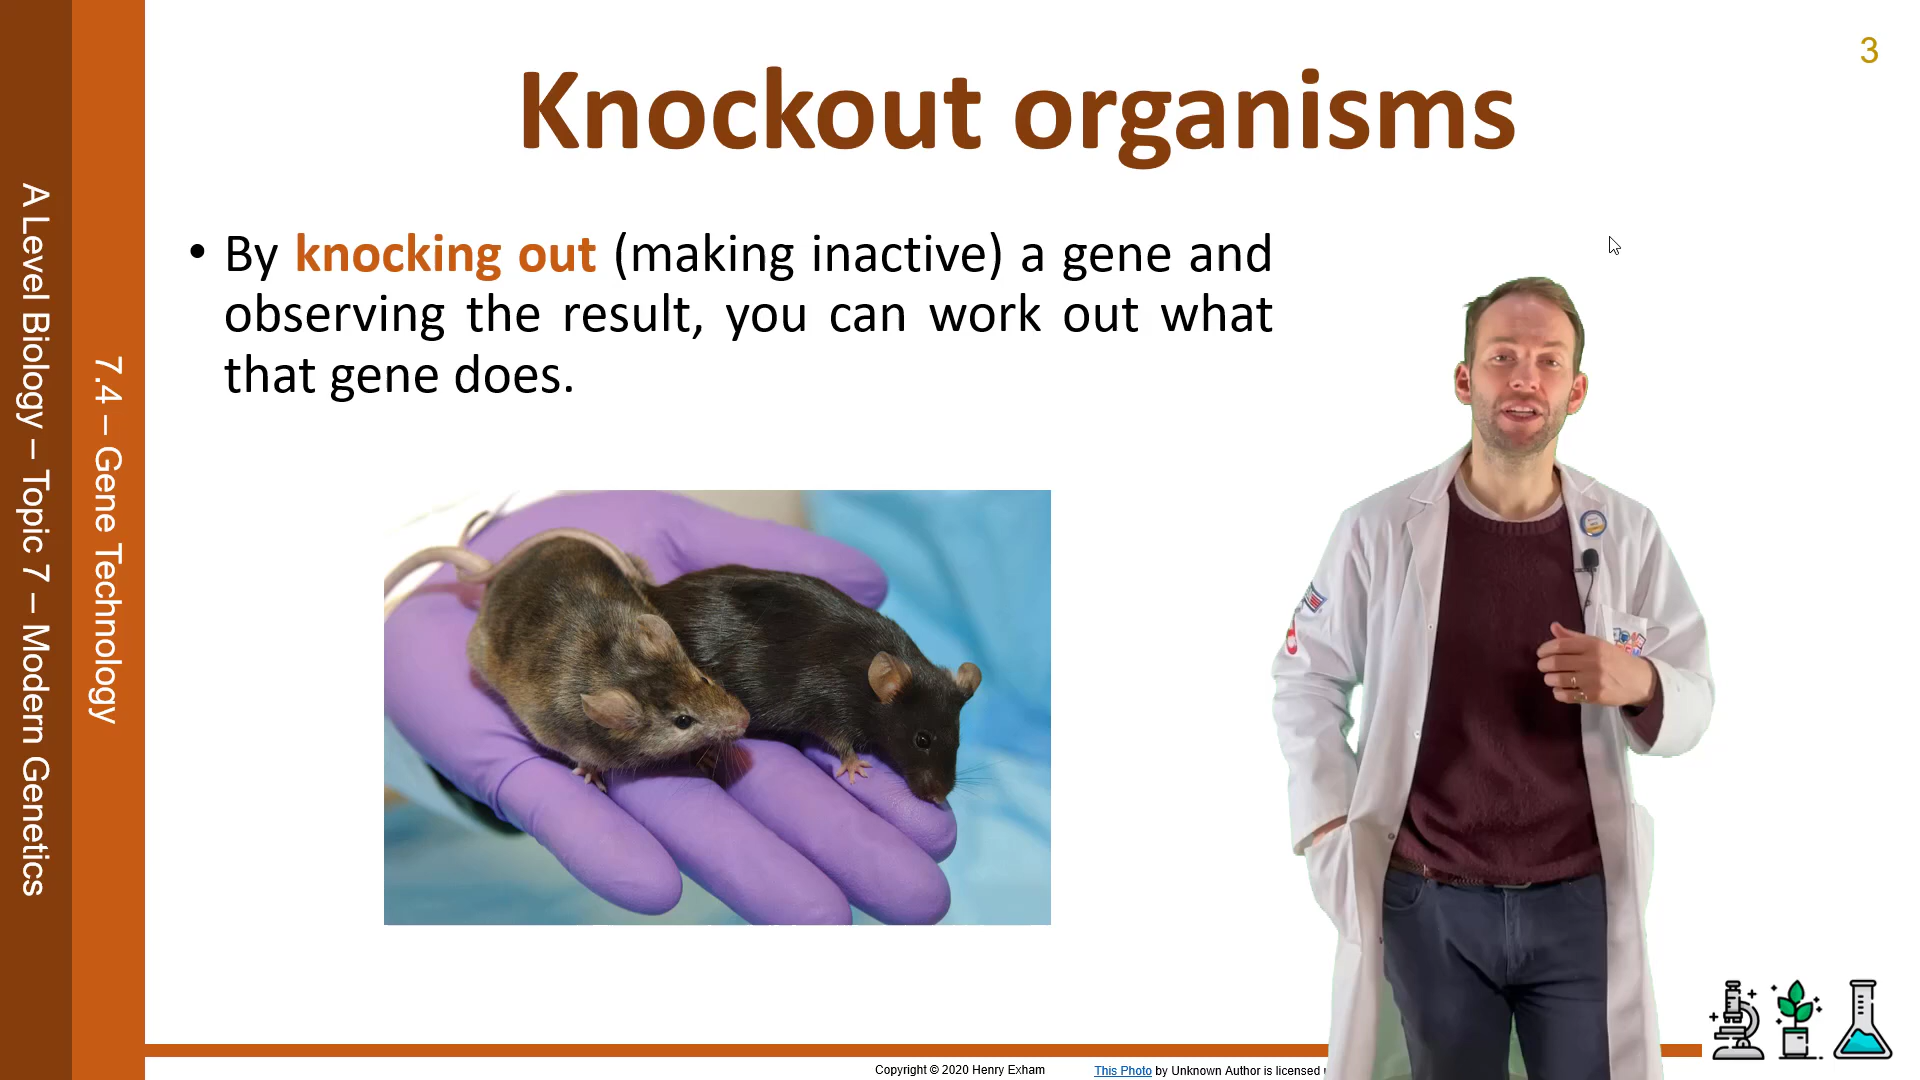 3
Knockout organisms
• By knocking out (making inactive) a gene and
observing the result, you can work out what
that gene does.
A Level Biology – Topic 7 – Modern Genetics
7.4 – Gene Technology
Copyright © 2020 Henry Exham
This Photo by Unknown Author is licensed